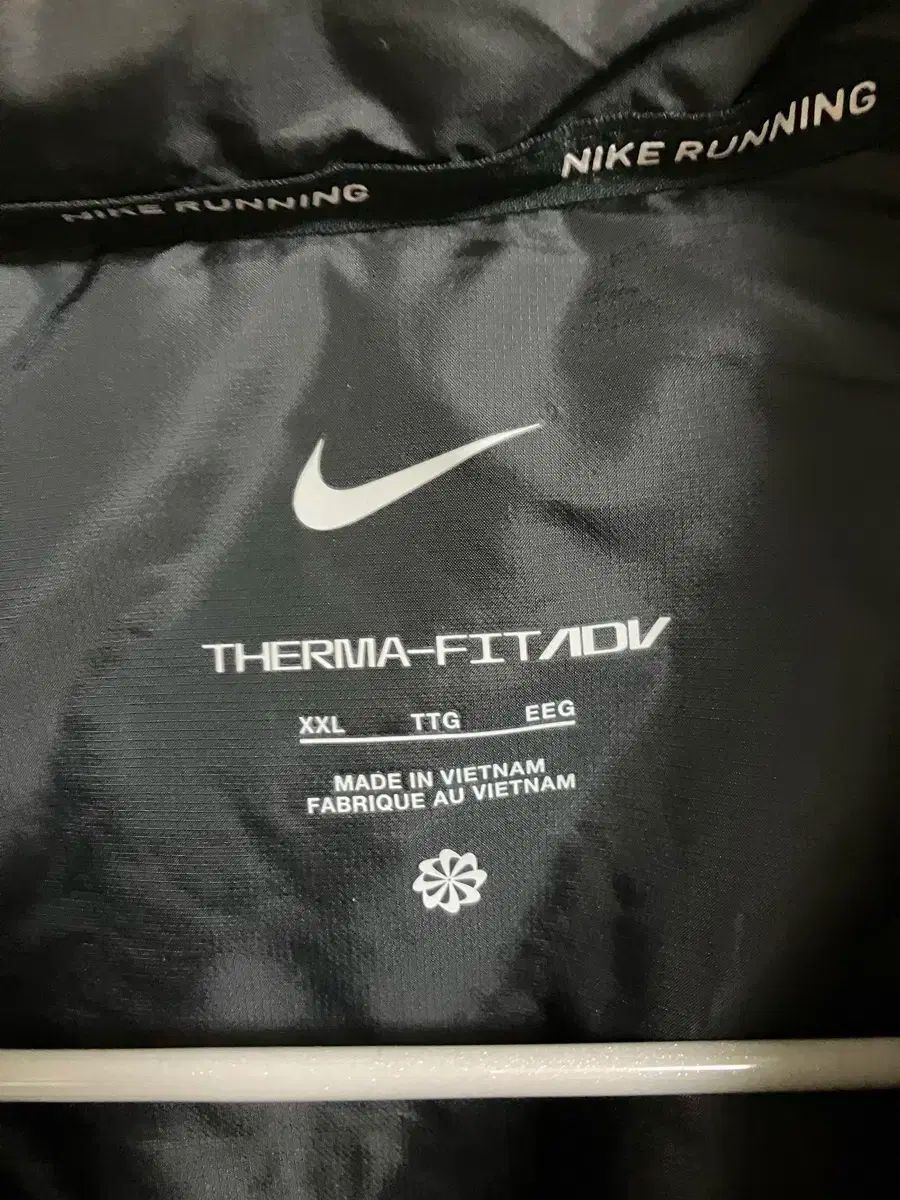 NIKE RUNNING
NIKE RUNNING
THERMA-FIT ADV
XXL TTG EEG
MADE IN VIETNAM
FABRIQUE AU VIETNAM